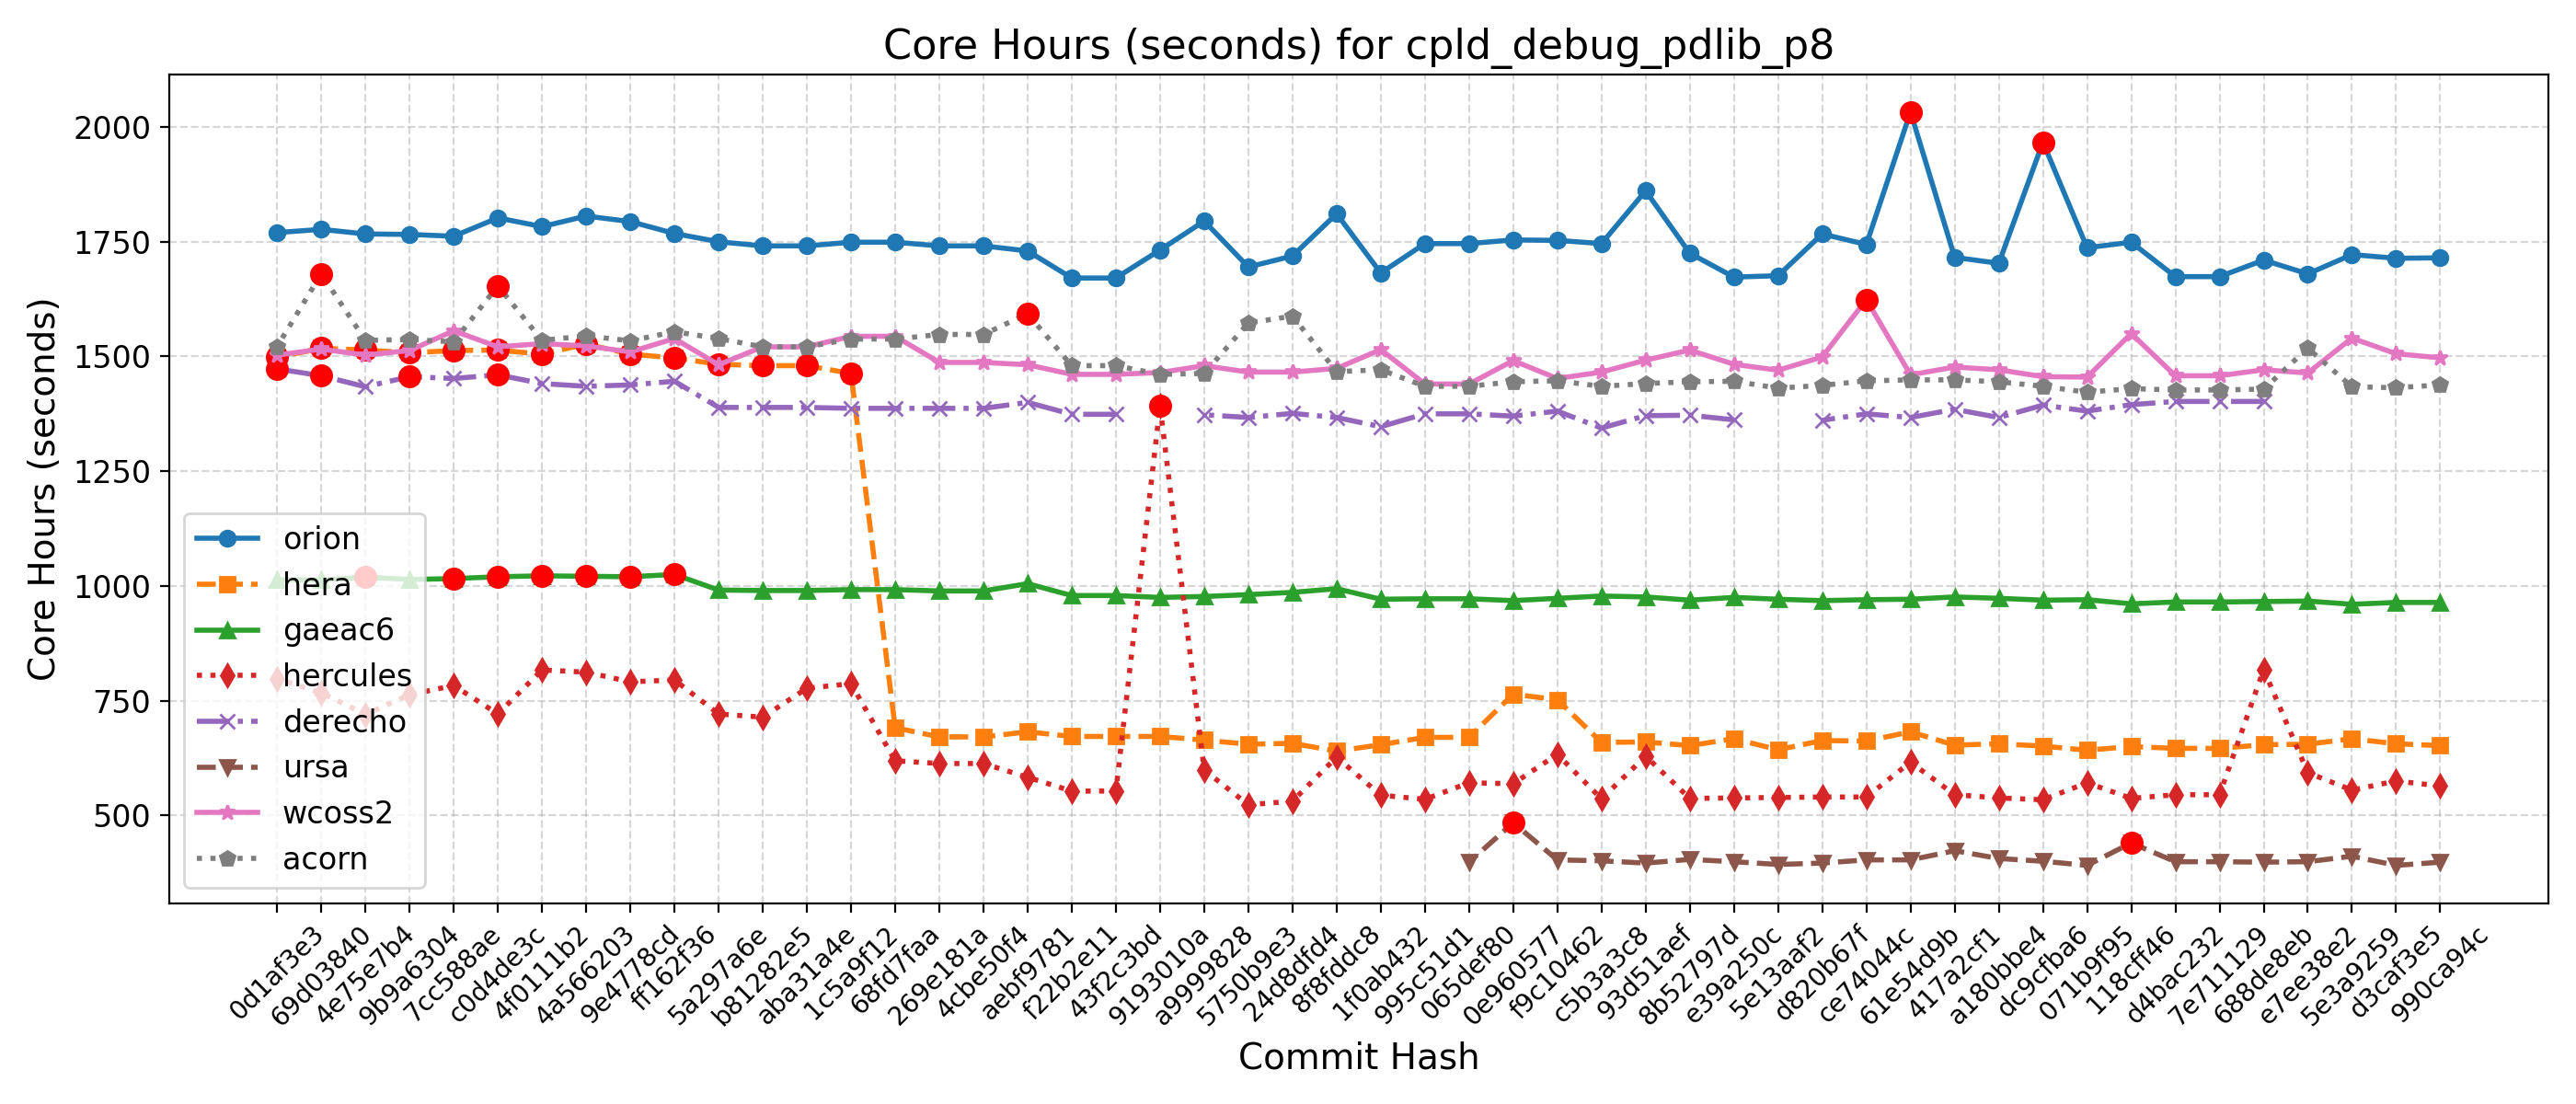 Core Hours (seconds) for cpld_debug_pdlib_p8
Core Hours (seconds)
2000
1750
1500
1250
1000
750
500
orion
hera
gaeac6
hercules
derecho
ursa
wcoss2
acorn
0d1af3e3
69d03840
4e75e7b4
9b9a6304
7cc588ae
c0d4de3c
4f0111b2
4a566203
9e4778cd
ff162f36
5a297a6e
b81282e5
aba31a4e
1c5a9f12
68fd7faa
269e181a
4cbe50f4
aebf9781
f22b2e11
43f2c3bd
9193010a
a9999828
5750b9e3
24d8dfd4
8f8fddc8
1f0ab432
995c51d1
065def80
0e960577
f9c10462
c5b3a3c8
93d51aef
8b52797d
e39a250c
5e13aaf2
d820b67f
ce74044c
61e54d9b
417a2cf1
a180bbe4
dc9cfba6
071b9f95
118cff46
d4bac232
7e711129
688de8eb
e7ee38e2
5e3a9259
d3caf3e5
990ca94c
Commit Hash